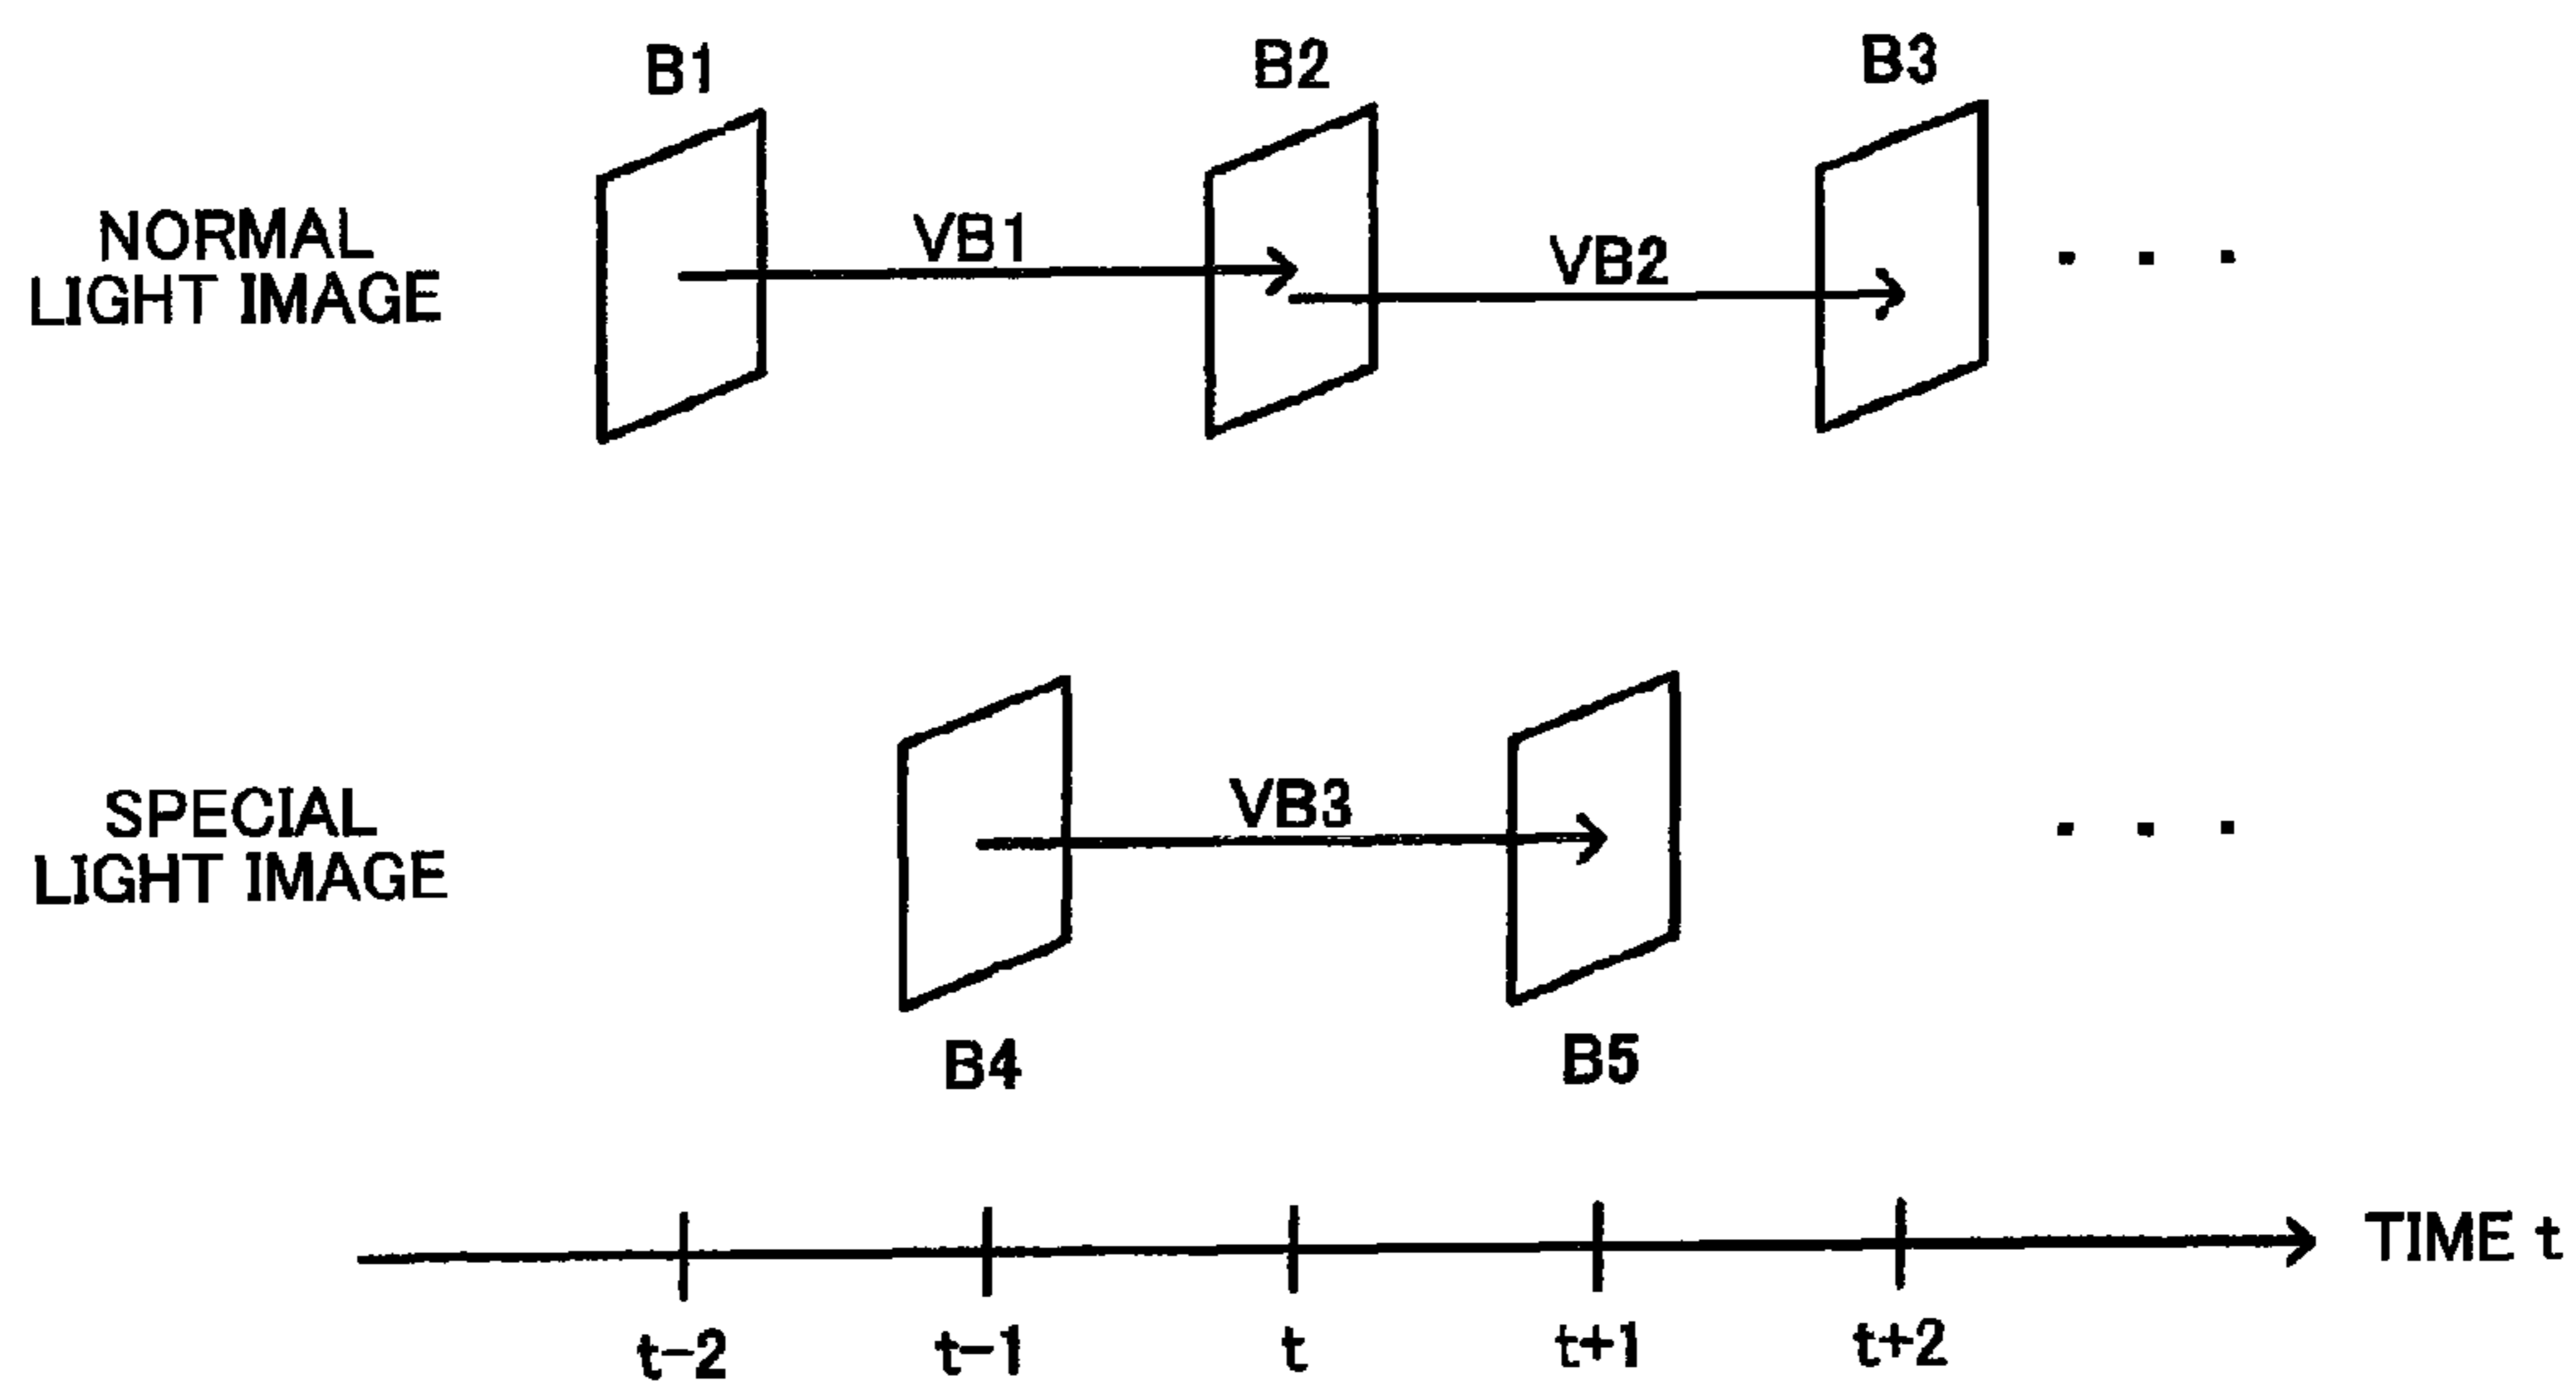 B1
B2
B3
NORMAL
LIGHT IMAGE
VB1
VB2
. . .
SPECIAL
LIGHT IMAGE
VB3
. . .
B4
B5
TIME t
t-2
t-1
t
t+1
t+2